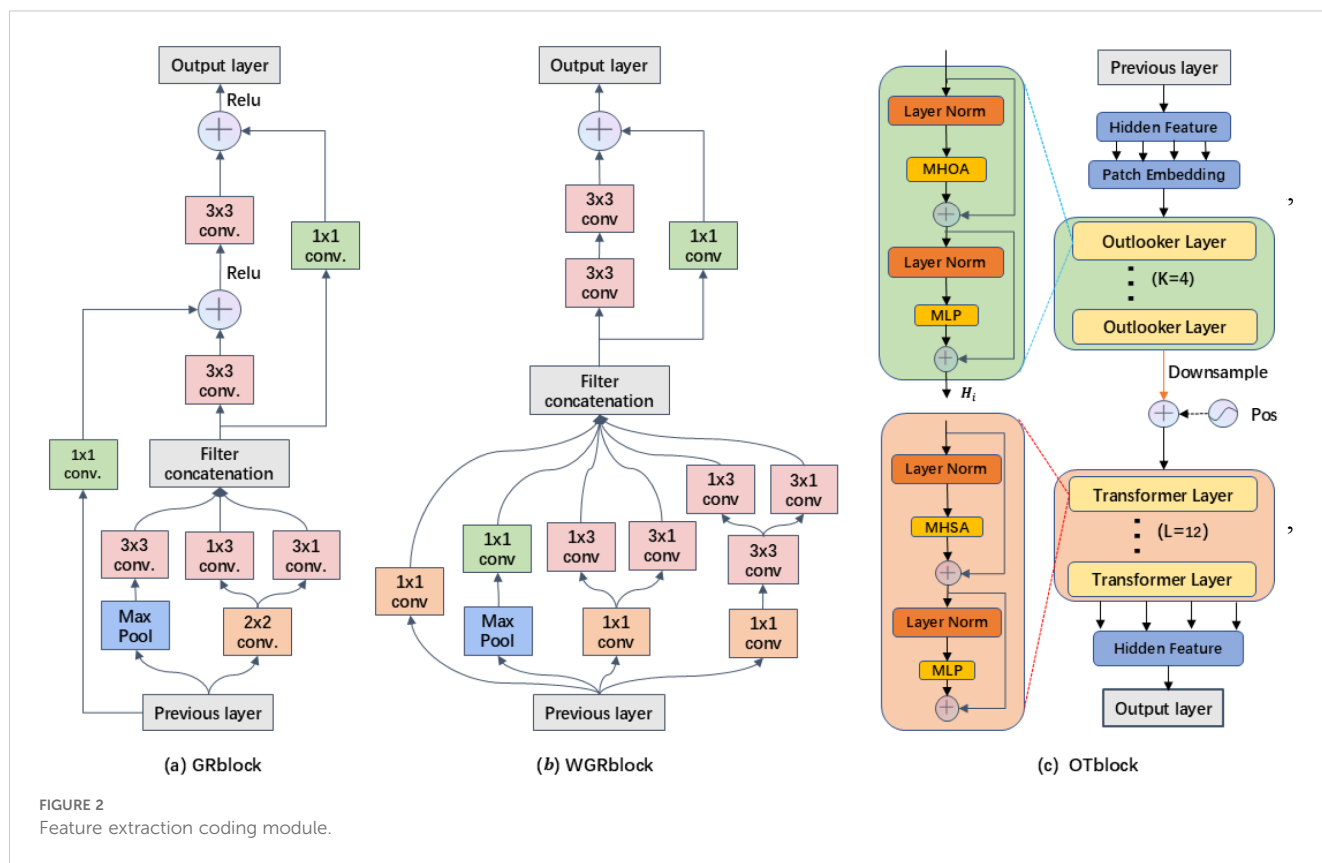 Output layer
Relu
3x3
conv.
1x1
conv.
Relu
3x3
conv.
1x1
conv.
Filter
concatenation
3x3
conv.
1x3
conv.
3x1
conv.
Max
Pool
2x2
conv.
Previous layer
(a) GRblock
Output layer
3x3
conv
1x1
conv
3x3
conv
Filter
concatenation
1x3
conv
3x1
conv
1x1
conv
1x3
conv
3x1
conv
3x3
conv
1x1
conv
Max
Pool
1x1
conv
1x1
conv
Previous layer
(b) WGRblock
Layer Norm
MHOA
Layer Norm
MLP
H_i
Layer Norm
MHSA
Layer Norm
MLP
Previous layer
Hidden Feature
Patch Embedding
,
Outlooker Layer
(K=4)
Outlooker Layer
Downsample
Pos
Transformer Layer
(L=12)
,
Transformer Layer
Hidden Feature
Output layer
(c) OTblock
FIGURE 2
Feature extraction coding module.